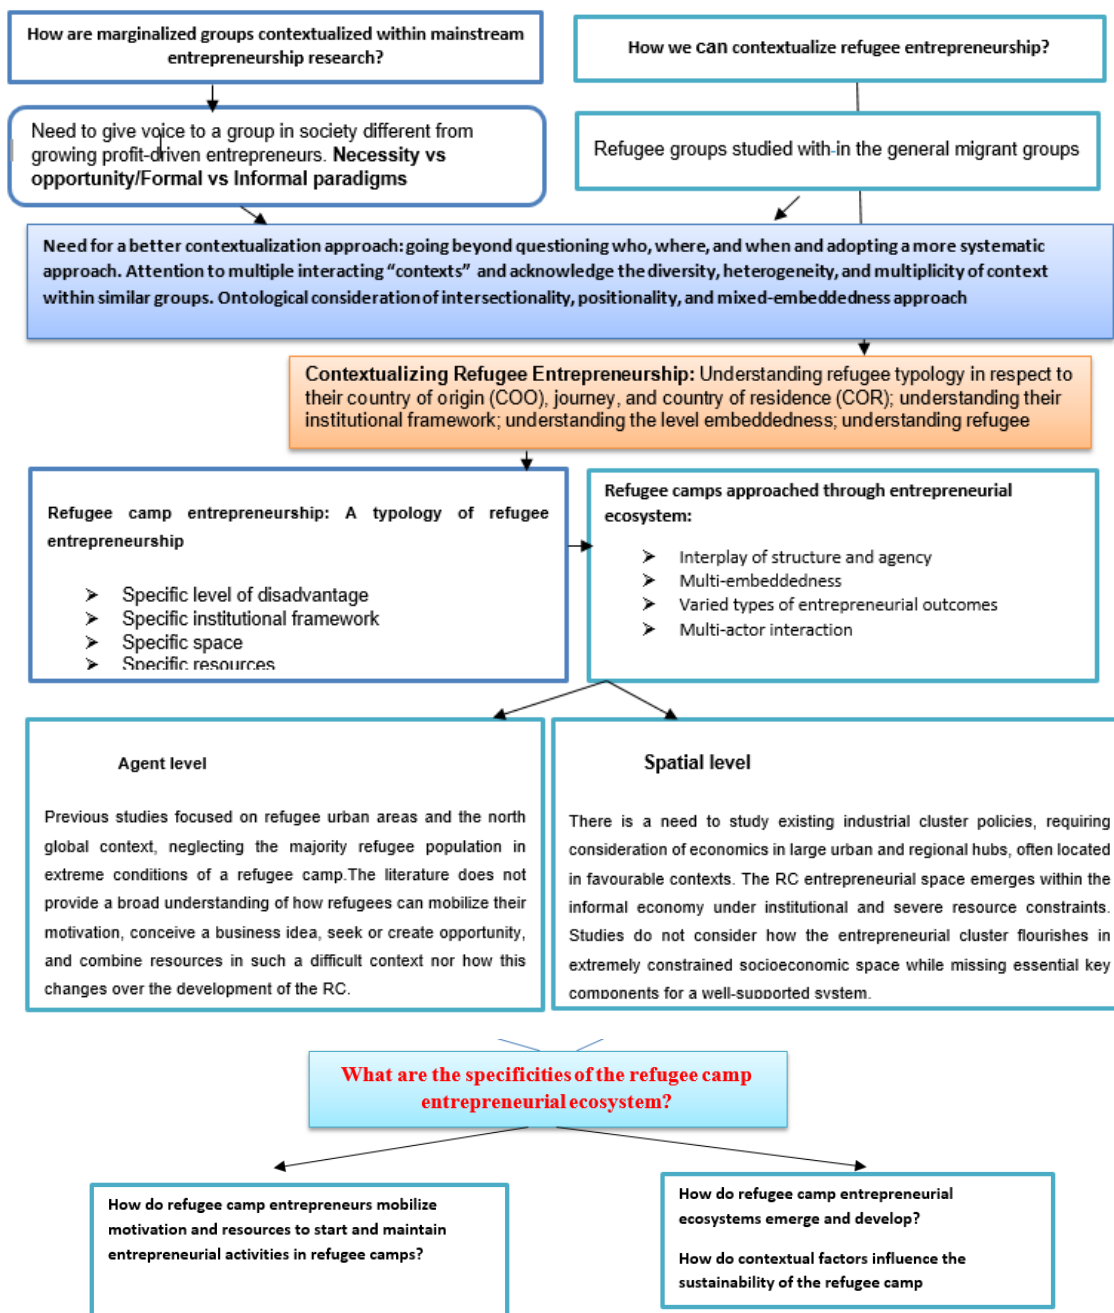 How are marginalized groups contextualized within mainstream
entrepreneurship research?
How we can contextualize refugee entrepreneurship?
Need to give voice to a group in society different from
growing profit-driven entrepreneurs. Necessity vs
opportunity/Formal vs Informal paradigms
Refugee groups studied with-in the general migrant groups
Need for a better contextualization approach: going beyond questioning who, where, and when and adopting a more systematic
approach. Attention to multiple interacting “contexts” and acknowledge the diversity, heterogeneity, and multiplicity of context
within similar groups. Ontological consideration of intersectionality, positionality, and mixed-embeddedness approach
Contextualizing Refugee Entrepreneurship: Understanding refugee typology in respect to
their country of origin (COO), journey, and country of residence (COR); understanding their
institutional framework; understanding the level embeddedness; understanding refugee
Refugee camp entrepreneurship: A typology of refugee
entrepreneurship
➢ Specific level of disadvantage
➢ Specific institutional framework
➢ Specific space
➢ Specific resources
Refugee camps approached through entrepreneurial
ecosystem:
➢ Interplay of structure and agency
➢ Multi-embeddedness
➢ Varied types of entrepreneurial outcomes
➢ Multi-actor interaction
Agent level
Previous studies focused on refugee urban areas and the north
global context, neglecting the majority refugee population in
extreme conditions of a refugee camp.The literature does not
provide a broad understanding of how refugees can mobilize their
motivation, conceive a business idea, seek or create opportunity,
and combine resources in such a difficult context nor how this
changes over the development of the RC.
Spatial level
There is a need to study existing industrial cluster policies, requiring
consideration of economics in large urban and regional hubs, often located
in favourable contexts. The RC entrepreneurial space emerges within the
informal economy under institutional and severe resource constraints.
Studies do not consider how the entrepreneurial cluster flourishes in
extremely constrained socioeconomic space while missing essential key
components for a well-supported system.
What are the specificities of the refugee camp
entrepreneurial ecosystem?
How do refugee camp entrepreneurs mobilize
motivation and resources to start and maintain
entrepreneurial activities in refugee camps?
How do refugee camp entrepreneurial
ecosystems emerge and develop?
How do contextual factors influence the
sustainability of the refugee camp